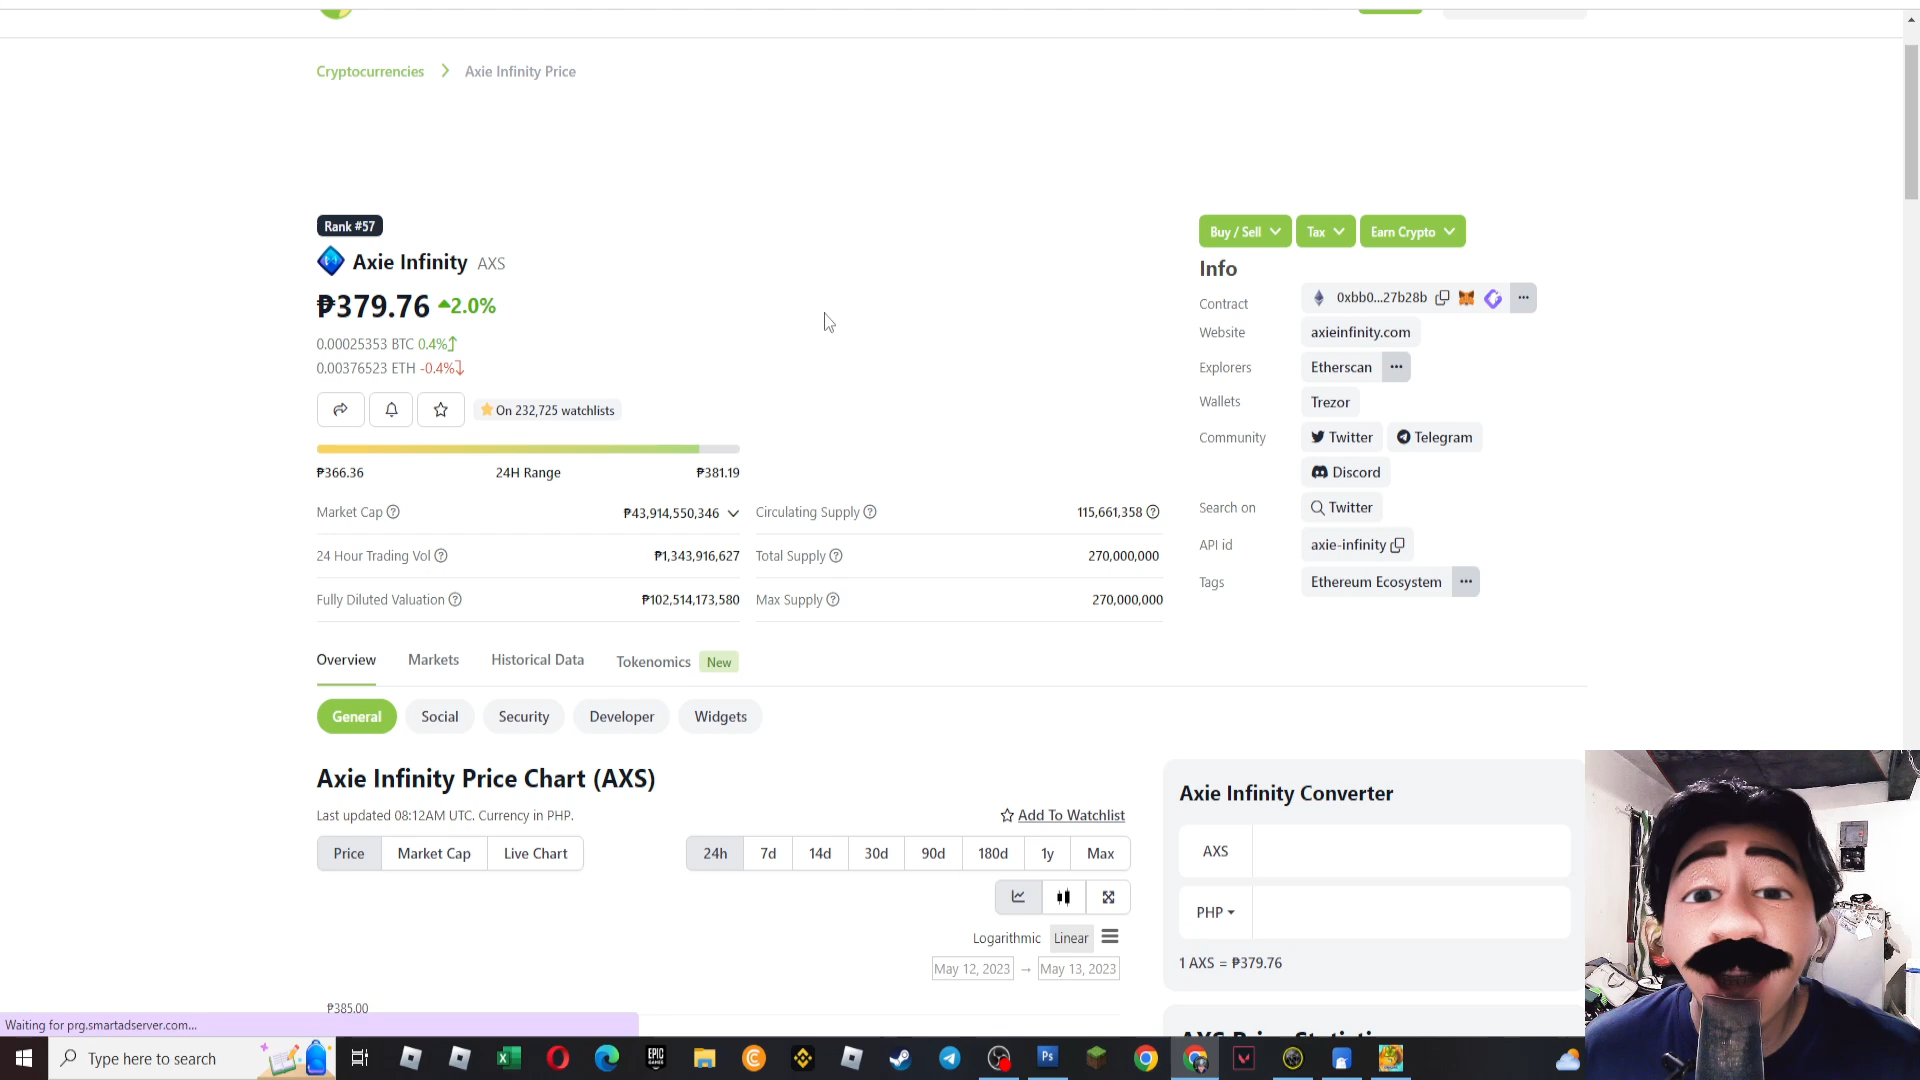 Cryptocurrencies
Axie Infinity Price
Rank #57
Axie Infinity AXS
₱379.76 2.0%
0.00025353 BTC 0.4%
0.00376523 ETH -0.4%
On 232,725 watchlists
₱366.36 24H Range ₱381.19
Market Cap ₱43,914,550,346
24 Hour Trading Vol ₱1,343,916,627
Fully Diluted Valuation ₱102,514,173,580
Circulating Supply 115,661,358
Total Supply 270,000,000
Max Supply 270,000,000
Buy / Sell Tax Earn Crypto
Info
Contract 0xbb0...27b28b
Website axieinfinity.com
Explorers Etherscan
Wallets Trezor
Community Twitter Telegram
Discord
Search on Twitter
API id axie-infinity
Tags Ethereum Ecosystem
Overview Markets Historical Data Tokenomics New
General Social Security Developer Widgets
Axie Infinity Price Chart (AXS)
Last updated 08:12AM UTC. Currency in PHP.
Add To Watchlist
Price Market Cap Live Chart
24h 7d 14d 30d 90d 180d 1y Max
Logarithmic Linear
May 12, 2023 → May 13, 2023
₱385.00
Axie Infinity Converter
AXS
PHP
1 AXS = ₱379.76
Waiting for prg.smartadserver.com...
Type here to search
EPIC GAMES
Ps